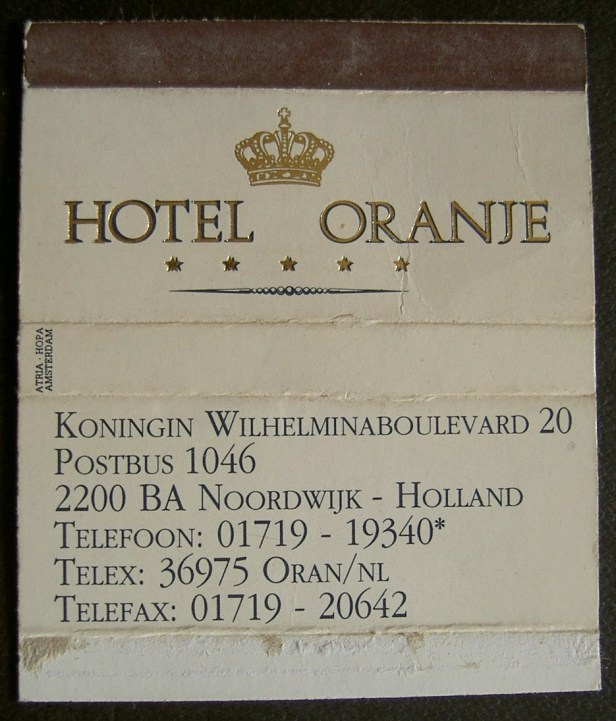 HOTEL ORANJE
ATRIA - HOPA
AMSTERDAM
KONINGIN WILHELMINABOULEVARD 20
POSTBUS 1046
2200 BA NOORDWIJK - HOLLAND
TELEFOON: 01719 - 19340*
TELEX: 36975 ORAN/NL
TELEFAX: 01719 - 20642